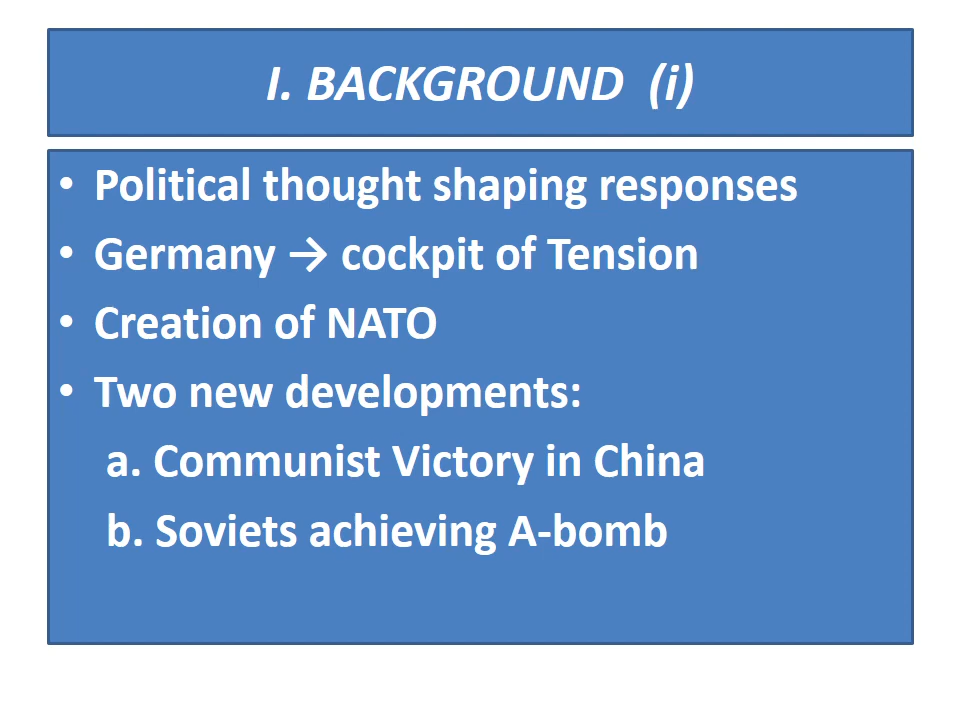 I. BACKGROUND (i)
• Political thought shaping responses
• Germany → cockpit of Tension
• Creation of NATO
• Two new developments:
a. Communist Victory in China
b. Soviets achieving A-bomb